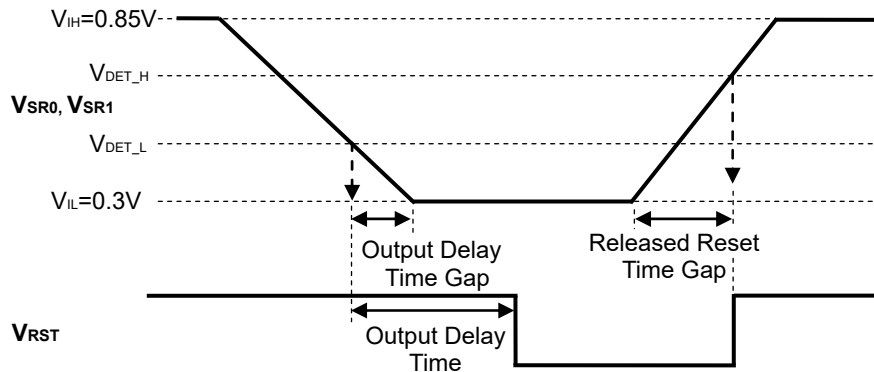 VIH=0.85V
VDET_H
VSR0, VSR1
VDET_L
VIL=0.3V
Output Delay
Time Gap
Released Reset
Time Gap
VRST
Output Delay
Time